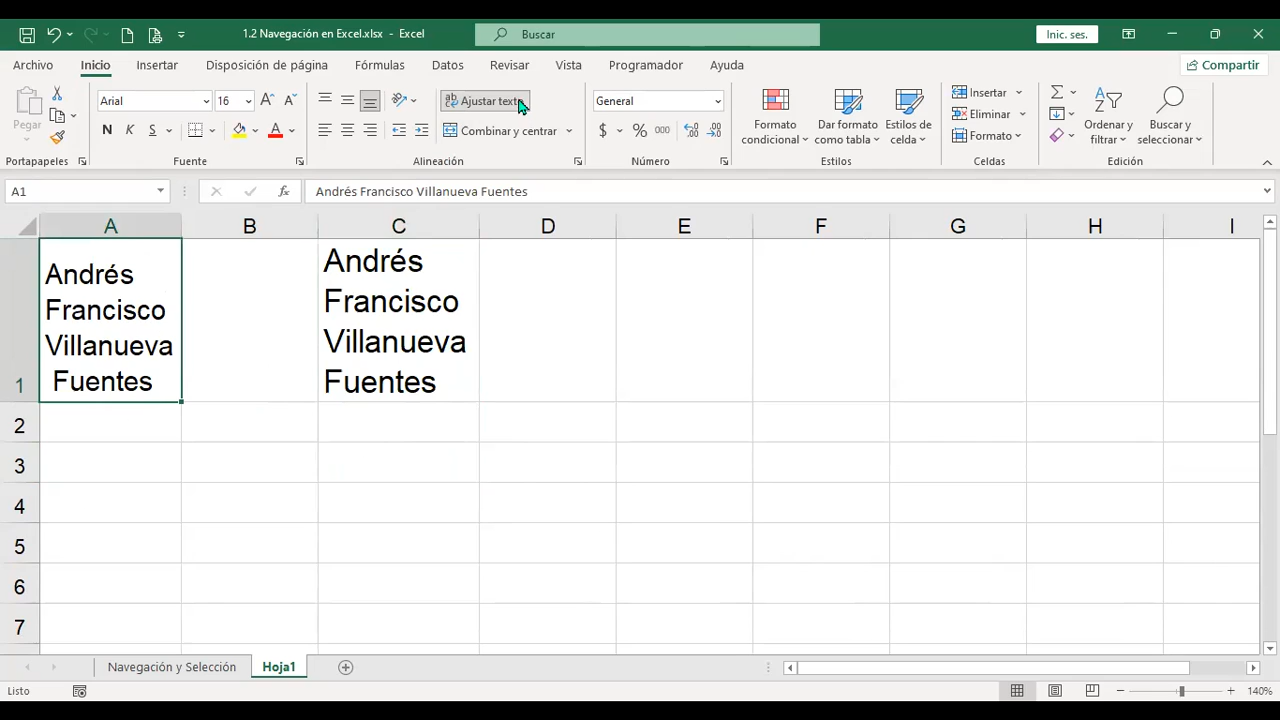 1.2 Navegación en Excel.xlsx - Excel
Buscar
Inic. ses.
Archivo Inicio Insertar Disposición de página Fórmulas Datos Revisar Vista Programador Ayuda
Compartir
Pegar
Portapapeles
Arial 16
N K S
Fuente
ab Ajustar texto
Combinar y centrar
Alineación
General
$ % 000
Número
Formato condicional
Dar formato como tabla
Estilos de celda
Estilos
Insertar
Eliminar
Formato
Celdas
Ordenar y filtrar
Buscar y seleccionar
Edición
A1
fx
Andrés Francisco Villanueva Fuentes
A B C D E F G H I
1
Andrés
Francisco
Villanueva
Fuentes
Andrés
Francisco
Villanueva
Fuentes
2
3
4
5
6
7
Navegación y Selección Hoja1
Listo
140%